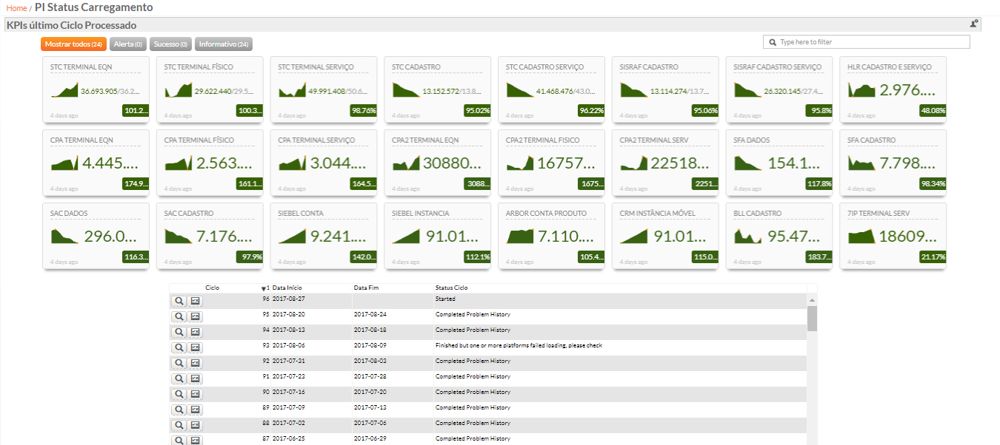 Home / PI Status Carregamento
KPIs último Ciclo Processado
Mostrar todos (24) Alerta (0) Sucesso (0) Informativo (24) Type here to filter
STC TERMINAL EQN STC TERMINAL FÍSICO STC TERMINAL SERVIÇO STC CADASTRO STC CADASTRO SERVIÇO SISRAF CADASTRO SISRAF CADASTRO SERVIÇO HLR CADASTRO E SERVIÇO
36.693.905/36.2... 29.622.440/29.5... 49.991.408/50.6... 13.152.572/13.8... 41.468.476/43.0... 13.114.274/13.7... 26.320.145/27.4... 2.976....
4 days ago 101.2... 4 days ago 100.3... 4 days ago 98.76% 4 days ago 95.02% 4 days ago 96.22% 4 days ago 95.06% 4 days ago 95.8% 4 days ago 48.08%
CPA TERMINAL EQN CPA TERMINAL FÍSICO CPA TERMINAL SERVIÇO CPA2 TERMINAL EQN CPA2 TERMINAL FISICO CPA2 TERMINAL SERV SFA DADOS SFA CADASTRO
4.445.... 2.563.... 3.044.... 30880... 16757... 22518... 154.1... 7.798....
4 days ago 174.9... 4 days ago 161.1... 4 days ago 164.5... 4 days ago 3088... 4 days ago 1675... 4 days ago 2251... 4 days ago 117.8% 4 days ago 98.34%
SAC DADOS SAC CADASTRO SIEBEL CONTA SIEBEL INSTANCIA ARBOR CONTA PRODUTO CRM INSTÂNCIA MÓVEL BLL CADASTRO 7IP TERMINAL SERV
296.0... 7.176.... 9.241.... 91.01... 7.110.... 91.01... 95.47... 18609...
4 days ago 116.3... 4 days ago 97.9% 4 days ago 142.0... 4 days ago 112.1% 4 days ago 105.4... 4 days ago 115.0... 4 days ago 183.7... 4 days ago 21.17%
Ciclo ▼1 Data Início Data Fim Status Ciclo
96 2017-08-27 Started
95 2017-08-20 2017-08-24 Completed Problem History
94 2017-08-13 2017-08-18 Completed Problem History
93 2017-08-06 2017-08-09 Finished but one or more platforms failed loading, please check
92 2017-07-31 2017-08-03 Completed Problem History
91 2017-07-23 2017-07-28 Completed Problem History
90 2017-07-16 2017-07-20 Completed Problem History
89 2017-07-09 2017-07-13 Completed Problem History
88 2017-07-02 2017-07-06 Completed Problem History
87 2017-06-25 2017-06-29 Completed Problem History